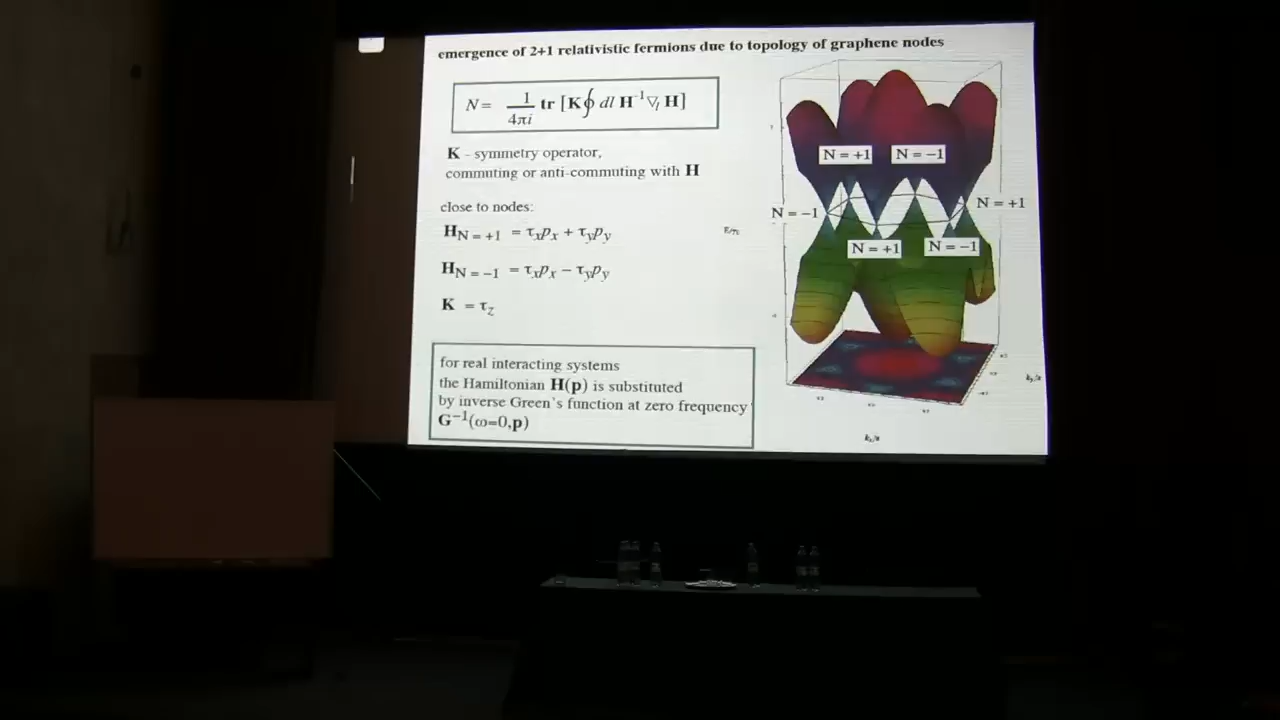 emergence of 2+1 relativistic fermions due to topology of graphene nodes
N = 1/4πi tr [K∮ dl H⁻¹∇ₗ H]
K - symmetry operator,
commuting or anti-commuting with H
close to nodes:
H_N = +1 = τₓpₓ + τ_yp_y
H_N = −1 = τₓpₓ − τ_yp_y
K = τ_z
for real interacting systems
the Hamiltonian H(p) is substituted
by inverse Green's function at zero frequency
G⁻¹(ω=0,p)
N = +1
N = −1
N = −1
N = +1
N = +1
N = −1